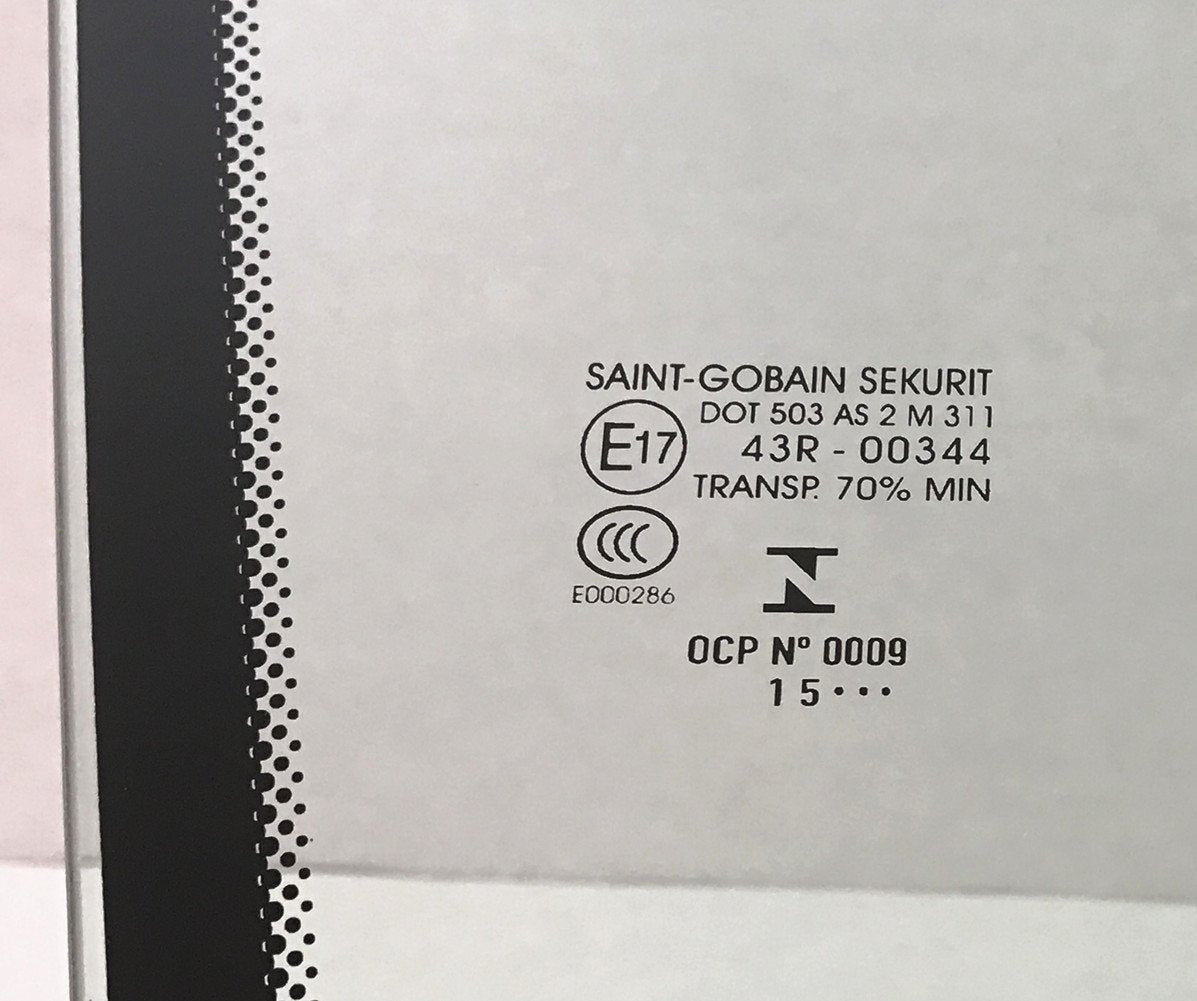 SAINT-GOBAIN SEKURIT
DOT 503 AS 2 M 311
E17
43R - 00344
TRANSP. 70% MIN
CCC
E000286
OCP Nº 0009
15•••